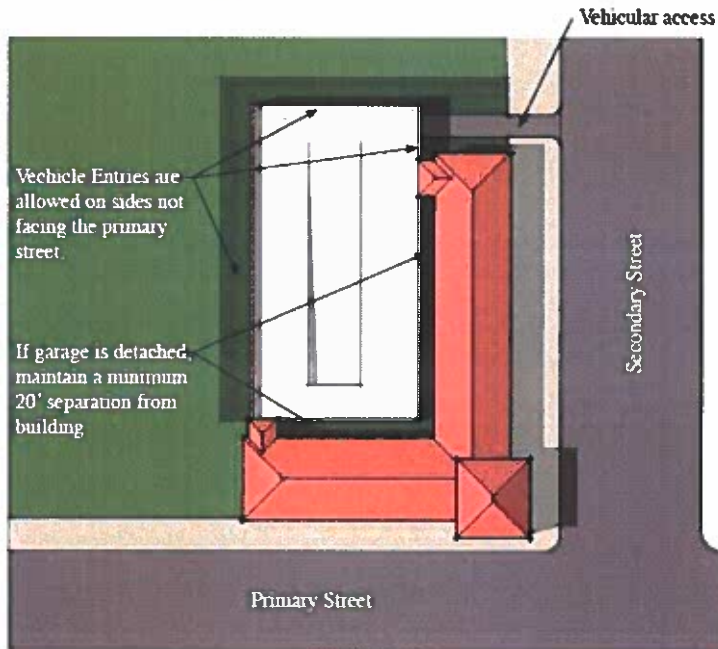 Vehicular access
Vechicle Entries are
allowed on sides not
facing the primary
street.
Secondary Street
If garage is detached,
maintain a minimum
20' separation from
building
Primary Street